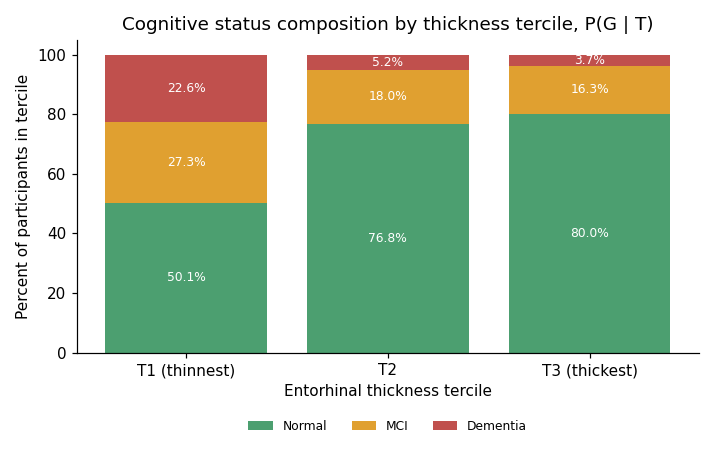 Cognitive status composition by thickness tercile, P(G | T)
Percent of participants in tercile
100
80
60
40
20
0
22.6%
27.3%
50.1%
5.2%
18.0%
76.8%
3.7%
16.3%
80.0%
T1 (thinnest)
T2
T3 (thickest)
Entorhinal thickness tercile
Normal
MCI
Dementia